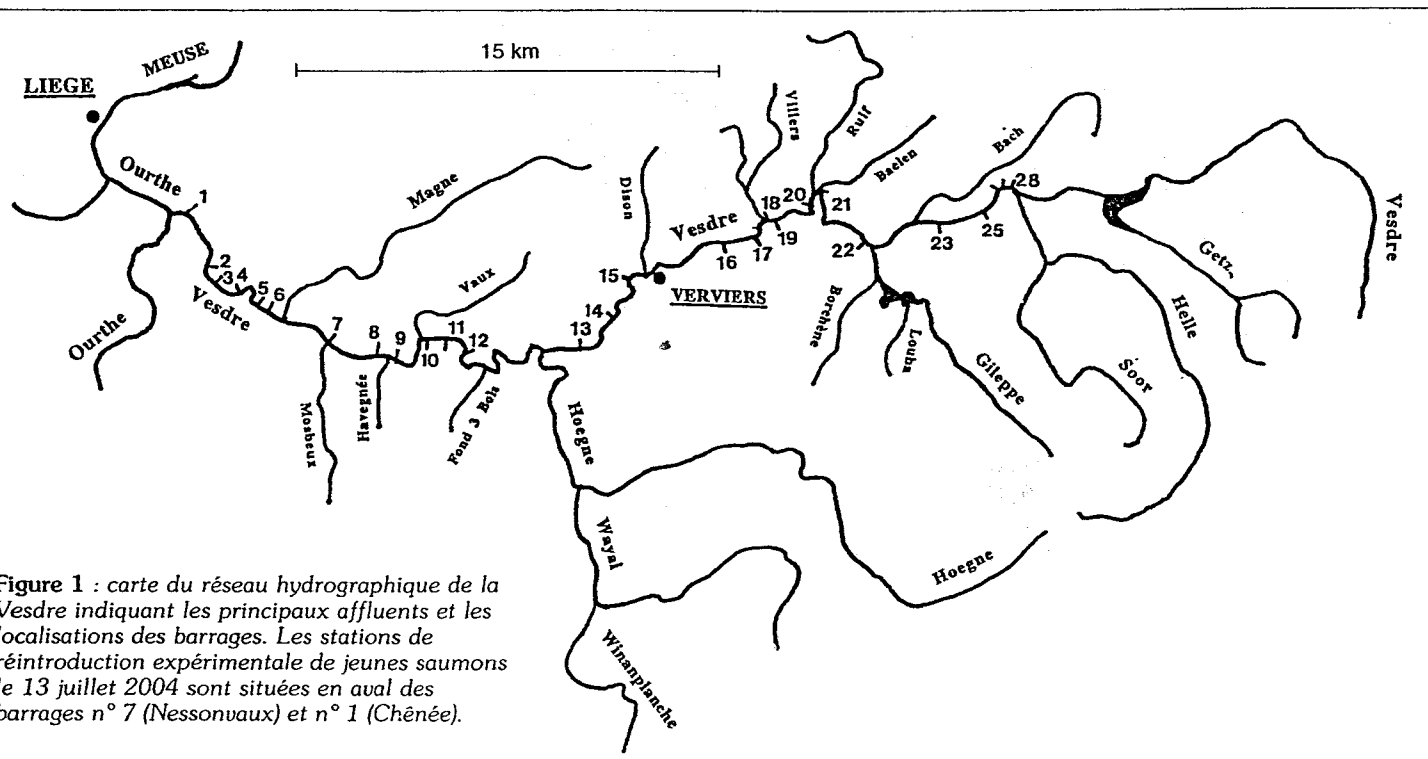 15 km
MEUSE
LIEGE
Ourthe
1
Magne
Dison
Villers
Ruif
Baelen
Bach
28
Vesdre
18
20
21
19
17
16
22
23
25
Getz
Vesdre
2
3
4
5
6
Vesdre
Vaux
15
VERVIERS
14
13
7
8
9
10
11
12
Ourthe
Borchène
Louba
Gileppe
Helle
Soor
Mosbeux
Havegnée
Fond 3 Bois
Hoegne
Wayai
Hoegne
Winanplanche
Figure 1 : carte du réseau hydrographique de la
Vesdre indiquant les principaux affluents et les
localisations des barrages. Les stations de
réintroduction expérimentale de jeunes saumons
le 13 juillet 2004 sont situées en aval des
barrages n° 7 (Nessonvaux) et n° 1 (Chênée).